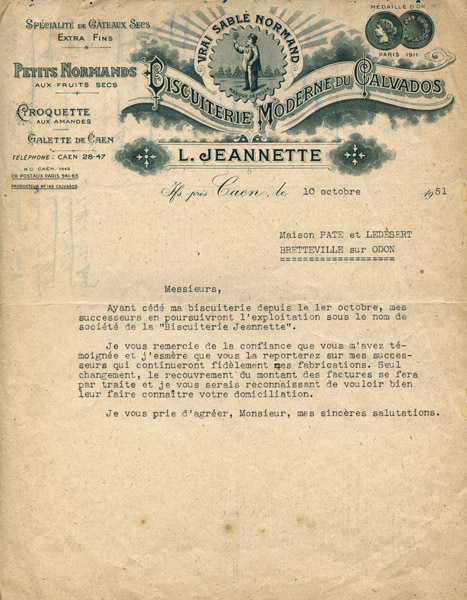 SPÉCIALITÉ DE GÂTEAUX SECS
EXTRA FINS
PETITS NORMANDS
AUX FRUITS SECS
CROQUETTE
AUX AMANDES
GALETTE DE CAEN
TÉLÉPHONE : CAEN 28-47
R.C. CAEN 7643
CH. POSTAUX PARIS 941-65
PRODUCTEUR Nº 140 CALVADOS
VRAI SABLÉ NORMAND
MÉDAILLE D'OR
PARIS 1911
BISCUITERIE MODERNE DU CALVADOS
L. JEANNETTE
Ifs près Caen, le 10 octobre 1951
Maison PATE et LEDÉSERT
BRETTEVILLE sur ODON
====================
Messieurs,
Ayant cédé ma biscuiterie depuis le 1er octobre, mes
successeurs en poursuivront l'exploitation sous le nom de
société de la "Biscuiterie Jeannette".
Je vous remercie de la confiance que vous m'avez té-
moignée et j'esmère que vous la reporterez sur mes succes-
seurs qui continueront fidèlement mes fabrications. Seul
changement, le recouvrement du montant des factures se fera
par traite et je vous serais reconnaissant de vouloir bien
leur faire connaître votre domiciliation.
Je vous prie d'agréer, Monsieur, mes sincères salutations.